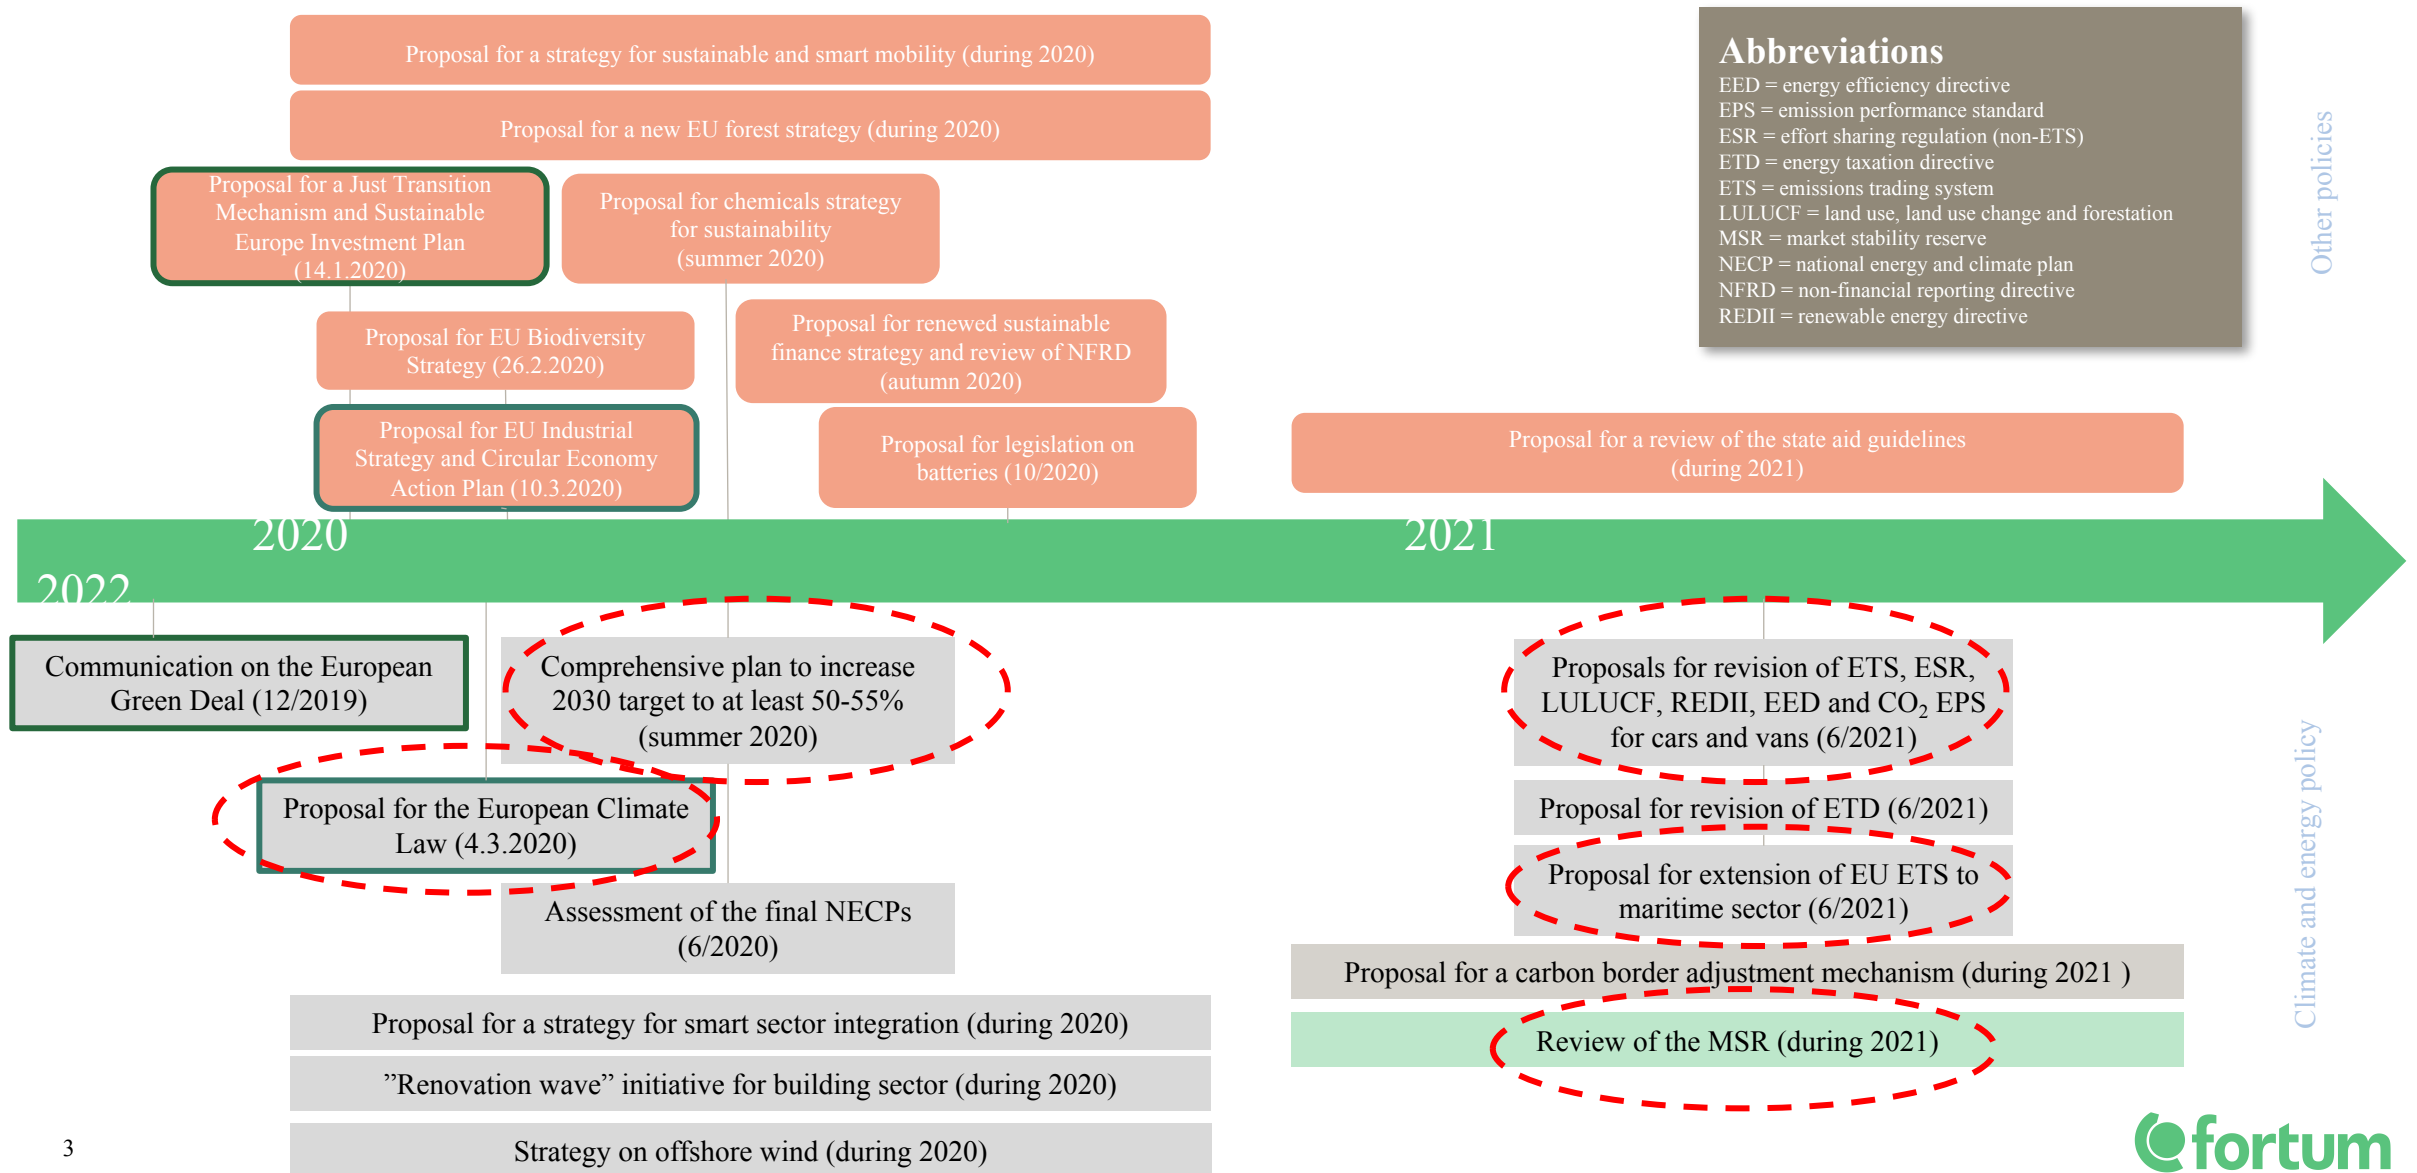 Proposal for a strategy for sustainable and smart mobility (during 2020)
Proposal for a new EU forest strategy (during 2020)
Proposal for a Just Transition
Mechanism and Sustainable
Europe Investment Plan
(14.1.2020)
Proposal for chemicals strategy
for sustainability
(summer 2020)
Proposal for EU Biodiversity
Strategy (26.2.2020)
Proposal for renewed sustainable
finance strategy and review of NFRD
(autumn 2020)
Proposal for EU Industrial
Strategy and Circular Economy
Action Plan (10.3.2020)
Proposal for legislation on
batteries (10/2020)
Proposal for a review of the state aid guidelines
(during 2021)
Abbreviations
EED = energy efficiency directive
EPS = emission performance standard
ESR = effort sharing regulation (non-ETS)
ETD = energy taxation directive
ETS = emissions trading system
LULUCF = land use, land use change and forestation
MSR = market stability reserve
NECP = national energy and climate plan
NFRD = non-financial reporting directive
REDII = renewable energy directive
Other policies
2020
2021
2022
Communication on the European
Green Deal (12/2019)
Comprehensive plan to increase
2030 target to at least 50-55%
(summer 2020)
Proposal for the European Climate
Law (4.3.2020)
Assessment of the final NECPs
(6/2020)
Proposal for a strategy for smart sector integration (during 2020)
”Renovation wave” initiative for building sector (during 2020)
Strategy on offshore wind (during 2020)
Proposals for revision of ETS, ESR,
LULUCF, REDII, EED and CO₂ EPS
for cars and vans (6/2021)
Proposal for revision of ETD (6/2021)
Proposal for extension of EU ETS to
maritime sector (6/2021)
Proposal for a carbon border adjustment mechanism (during 2021 )
Review of the MSR (during 2021)
Climate and energy policy
3
fortum